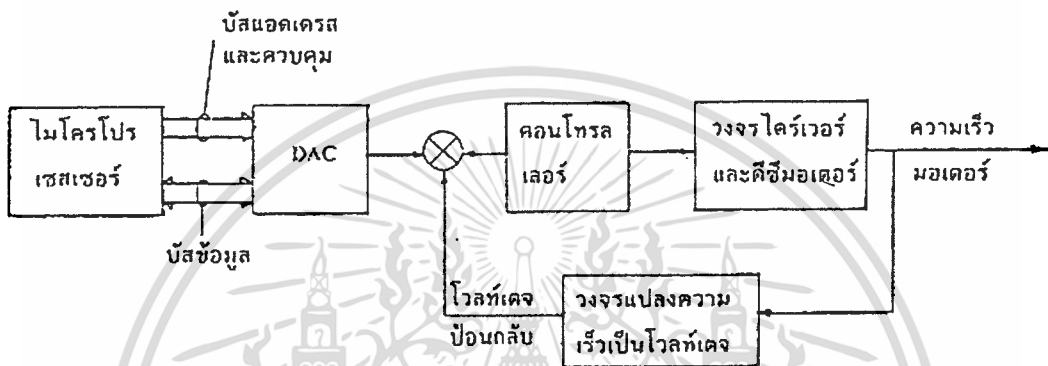 บัสแอดเดรส
และควบคุม
ไมโครโปร
เซสเซอร์
DAC
คอนโทรล
เลอร์
วงจรไดร์เวอร์
และดีซีมอเตอร์
ความเร็ว
มอเตอร์
บัสข้อมูล
โวลท์เตจ
ป้อนกลับ
วงจรแปลงความ
เร็วเป็นโวลท์เตจ